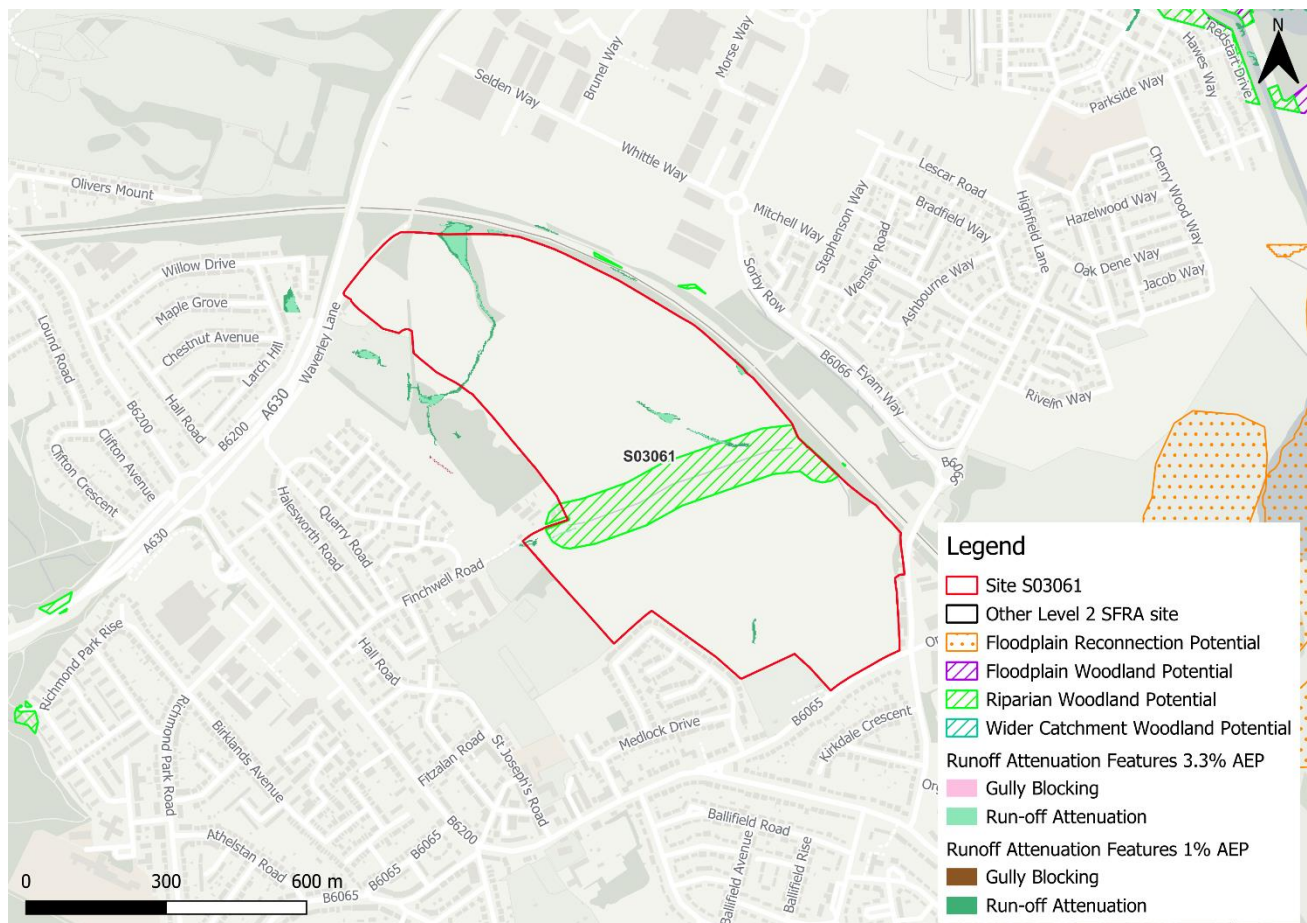 N
Redstart Drive
Hawes Way
Parkside Way
Morse Way
Brunel Way
Selden Way
Whittle Way
Cherry Wood Way
Lescar Road
Bradfield Way
Highfield Lane
Hazelwood Way
Olivers Mount
Mitchell Way
Stephenson Way
Wensley Road
Ashbourne Way
Oak Dene Way
Jacob Way
Sorby Row
Willow Drive
Maple Grove
Chestnut Avenue
Larch Hill
Waverley Lane
Lound Road
B6200
Hall Road
B6200
A630
Clifton Avenue
Clifton Crescent
B6066
Eyam Way
Rivelin Way
B6066
S03061
A630
Halesworth Road
Quarry Road
Finchwell Road
Hall Road
Richmond Park Rise
Richmond Park Road
Birklands Avenue
Fitzalan Road
St Joseph's Road
Medlock Drive
B6065
Kirkdale Crescent
Athelstan Road
B6065
B6065
B6200
Ballifield Road
Ballifield Avenue
Ballifield Rise
Legend
Site S03061
Other Level 2 SFRA site
Floodplain Reconnection Potential
Floodplain Woodland Potential
Riparian Woodland Potential
Wider Catchment Woodland Potential
Runoff Attenuation Features 3.3% AEP
Gully Blocking
Run-off Attenuation
Runoff Attenuation Features 1% AEP
Gully Blocking
Run-off Attenuation
0 300 600 m